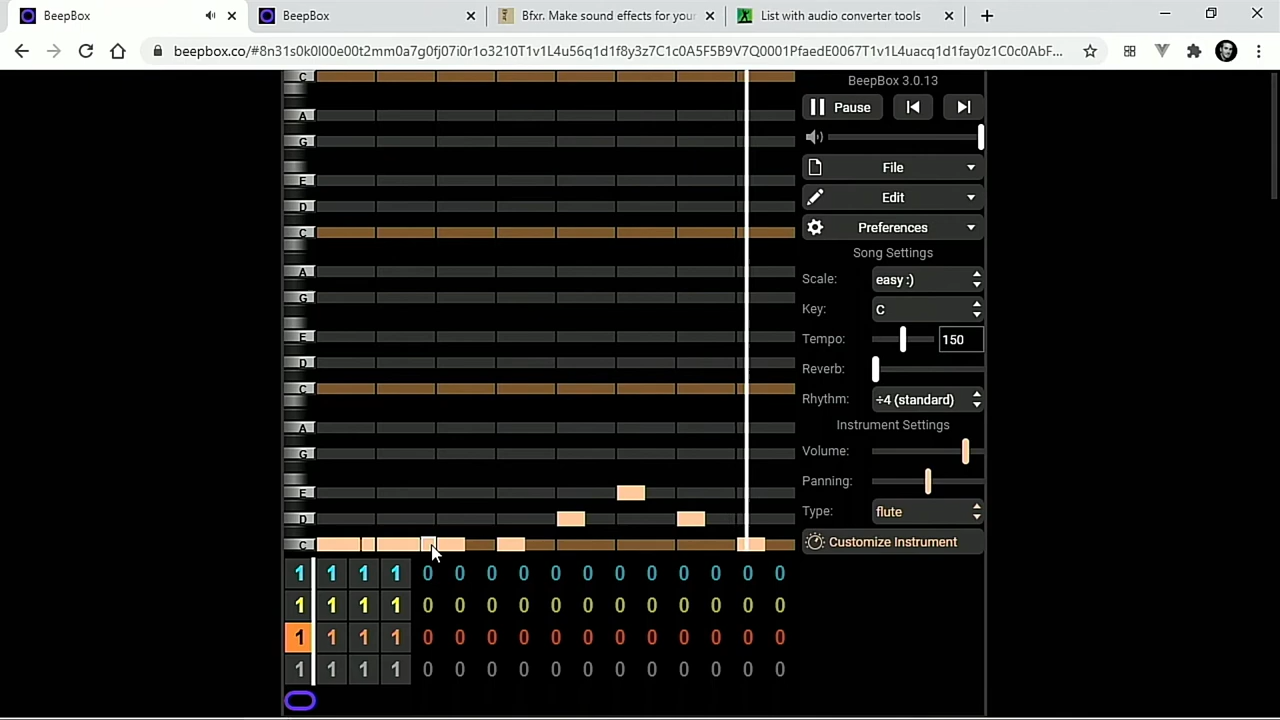 BeepBox
BeepBox
Bfxr. Make sound effects for your
List with audio converter tools
beepbox.co/#8n31s0k0l00e00t2mm0a7g0fj07i0r1o3210T1v1L4u56q1d1f8y3z7C1c0A5F5B9V7Q0001PfaedE0067T1v1L4uacq1d1fay0z1C0c0AbF...
BeepBox 3.0.13
Pause
File
Edit
Preferences
Song Settings
Scale: easy :)
Key: C
Tempo: 150
Reverb:
Rhythm: ÷4 (standard)
Instrument Settings
Volume:
Panning:
Type: flute
Customize Instrument
C
A
G
E
D
C
A
G
E
D
C
A
G
E
D
C
1 1 1 1 0 0 0 0 0 0 0 0 0 0 0 0
1 1 1 1 0 0 0 0 0 0 0 0 0 0 0 0
1 1 1 1 0 0 0 0 0 0 0 0 0 0 0 0
1 1 1 1 0 0 0 0 0 0 0 0 0 0 0 0